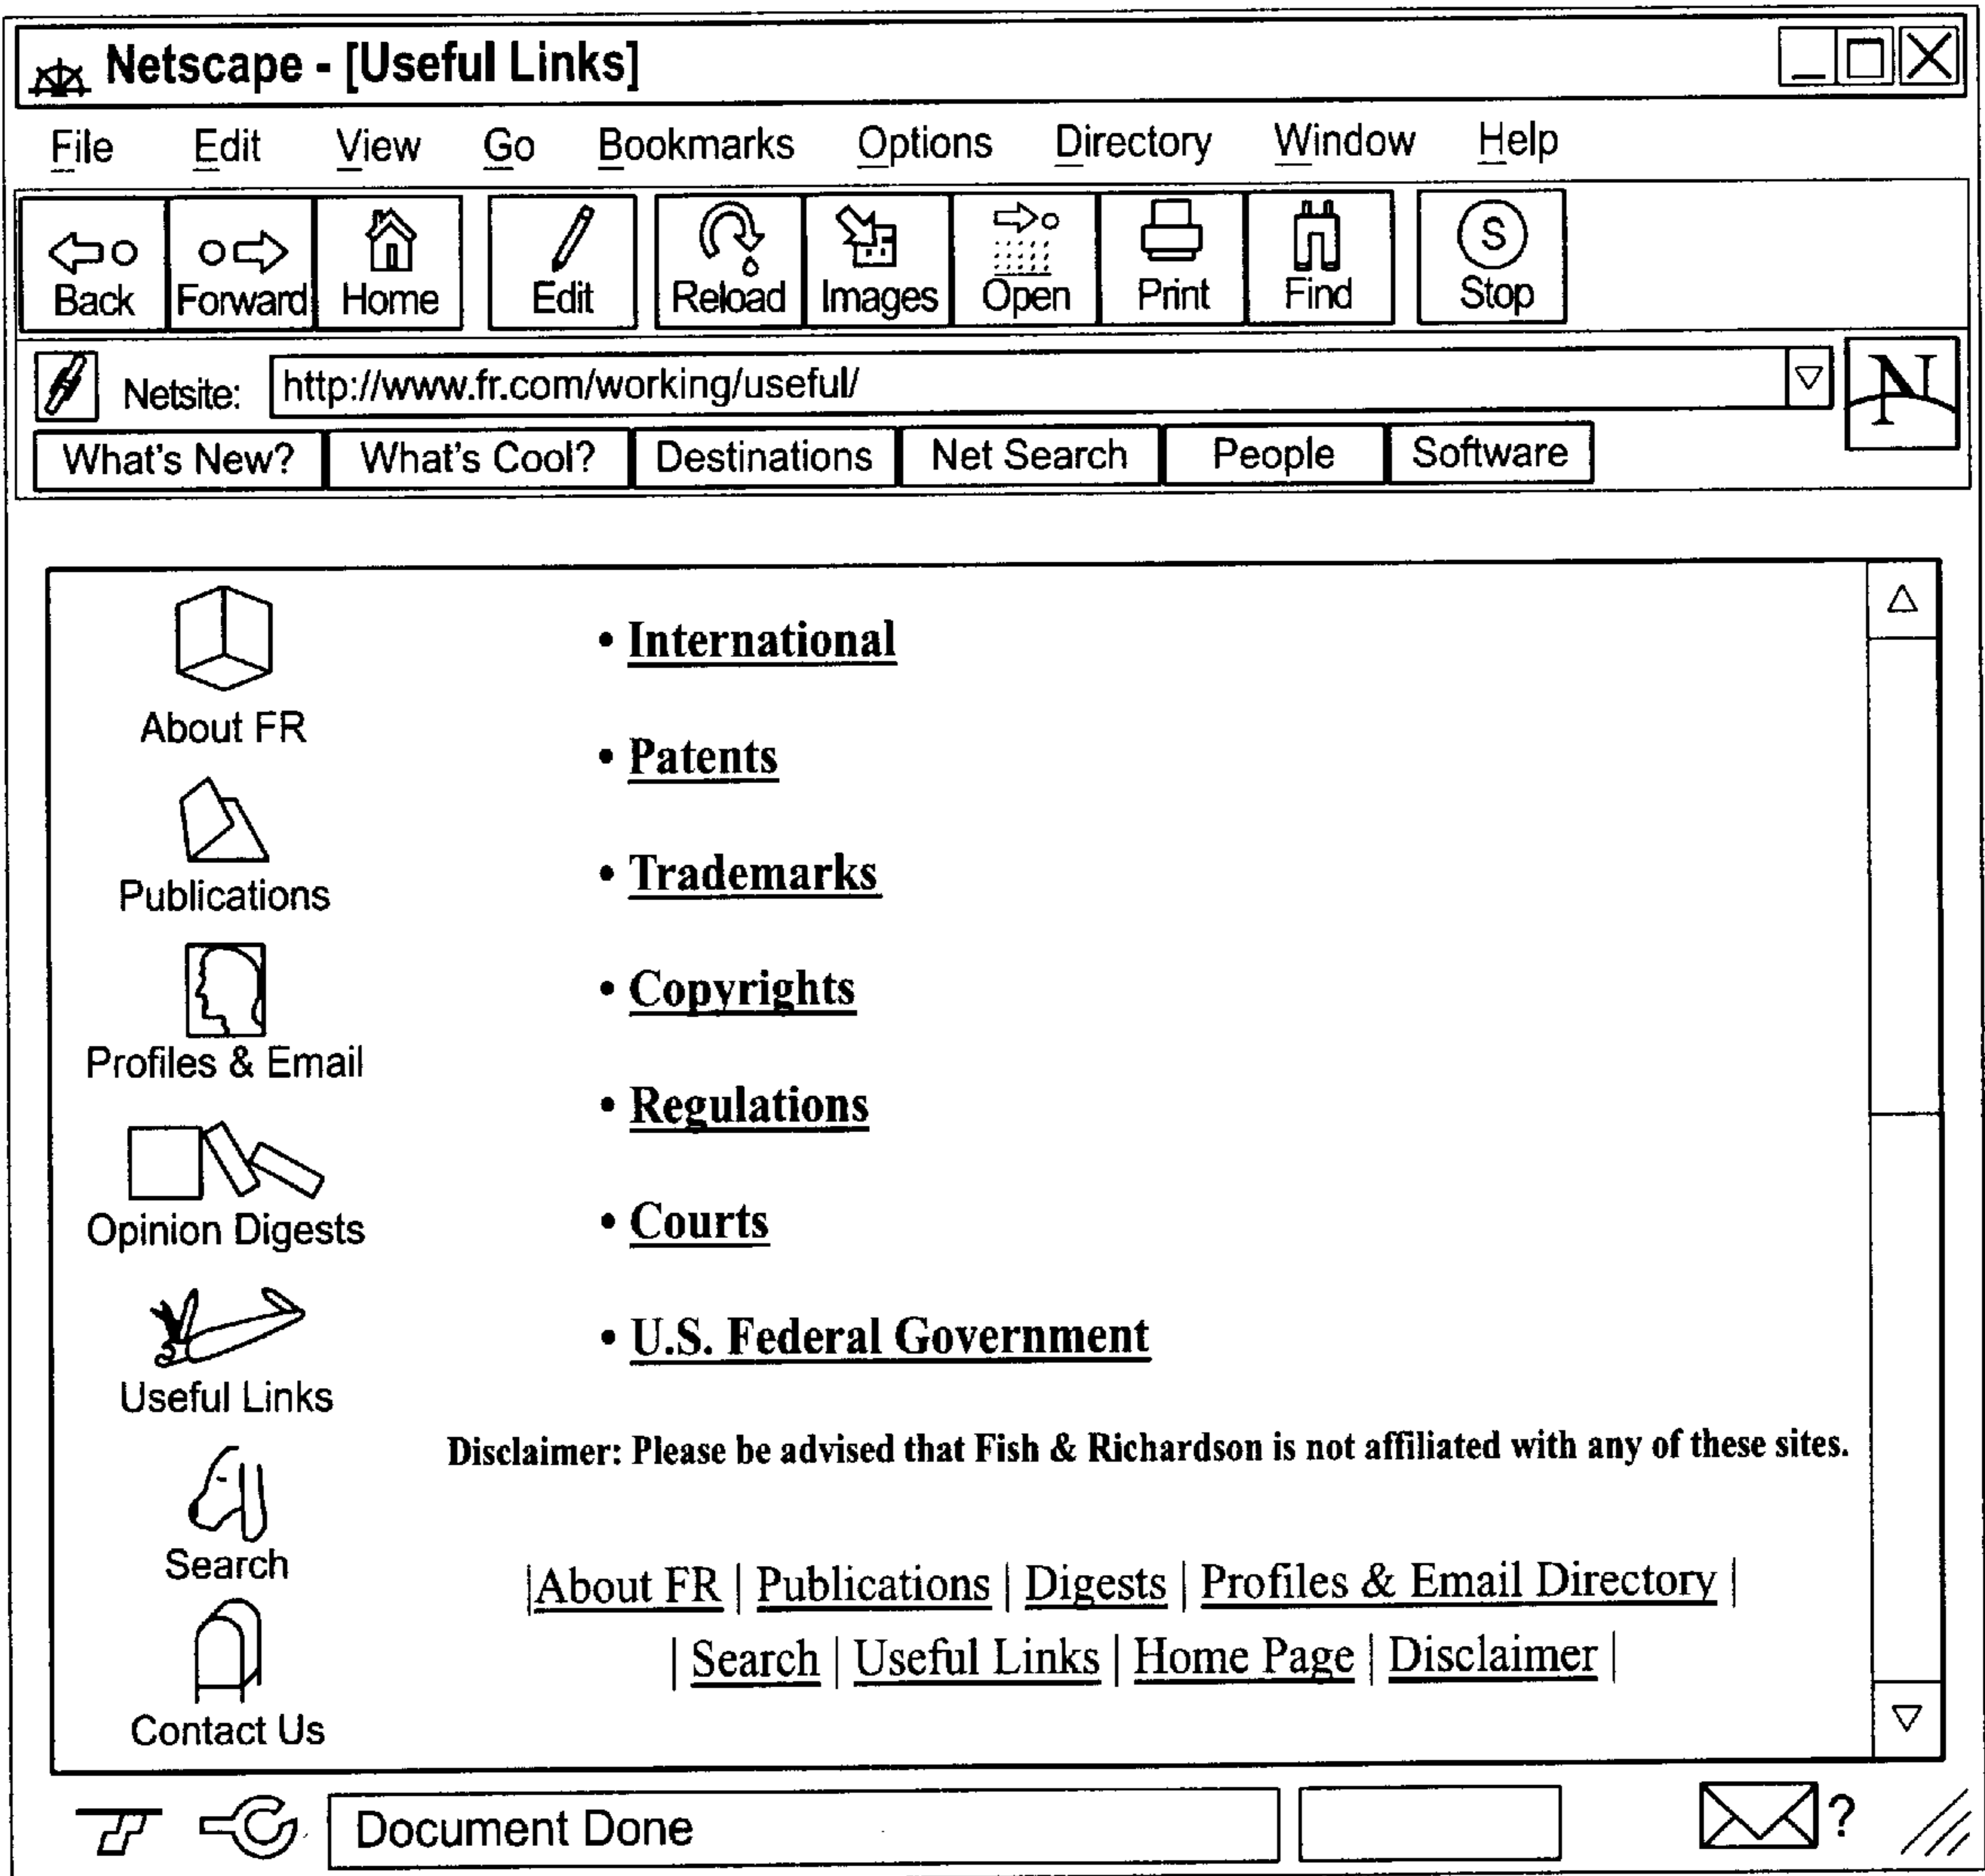 Netscape - [Useful Links]
File Edit View Go Bookmarks Options Directory Window Help
Back Forward Home Edit Reload Images Open Print Find S Stop
Netsite: http://www.fr.com/working/useful/ N
What's New? What's Cool? Destinations Net Search People Software
• International
About FR
• Patents
Publications
• Trademarks
• Copyrights
Profiles & Email
• Regulations
Opinion Digests
• Courts
• U.S. Federal Government
Useful Links
Disclaimer: Please be advised that Fish & Richardson is not affiliated with any of these sites.
Search
|About FR | Publications | Digests | Profiles & Email Directory |
| Search | Useful Links | Home Page | Disclaimer |
Contact Us
Document Done ?